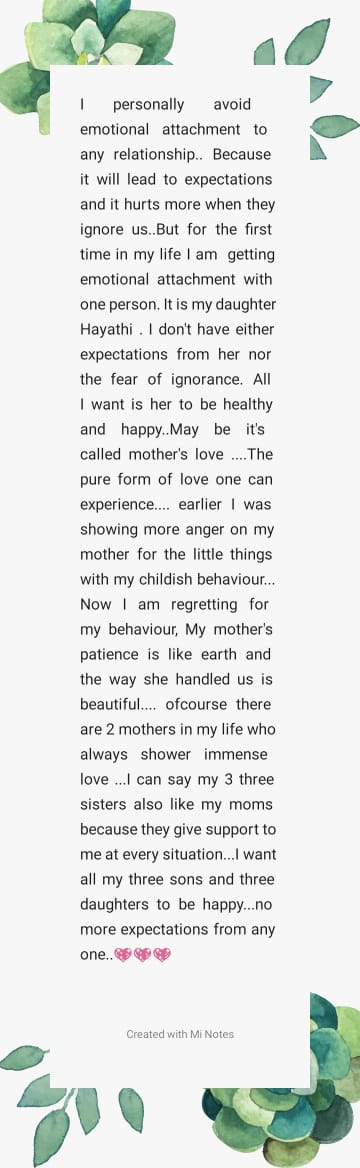 I personally avoid
emotional attachment to
any relationship.. Because
it will lead to expectations
and it hurts more when they
ignore us..But for the first
time in my life I am getting
emotional attachment with
one person. It is my daughter
Hayathi . I don't have either
expectations from her nor
the fear of ignorance. All
I want is her to be healthy
and happy..May be it's
called mother's love ....The
pure form of love one can
experience.... earlier I was
showing more anger on my
mother for the little things
with my childish behaviour...
Now I am regretting for
my behaviour, My mother's
patience is like earth and
the way she handled us is
beautiful.... ofcourse there
are 2 mothers in my life who
always shower immense
love ...I can say my 3 three
sisters also like my moms
because they give support to
me at every situation...I want
all my three sons and three
daughters to be happy...no
more expectations from any
one..💖💖💖
Created with Mi Notes